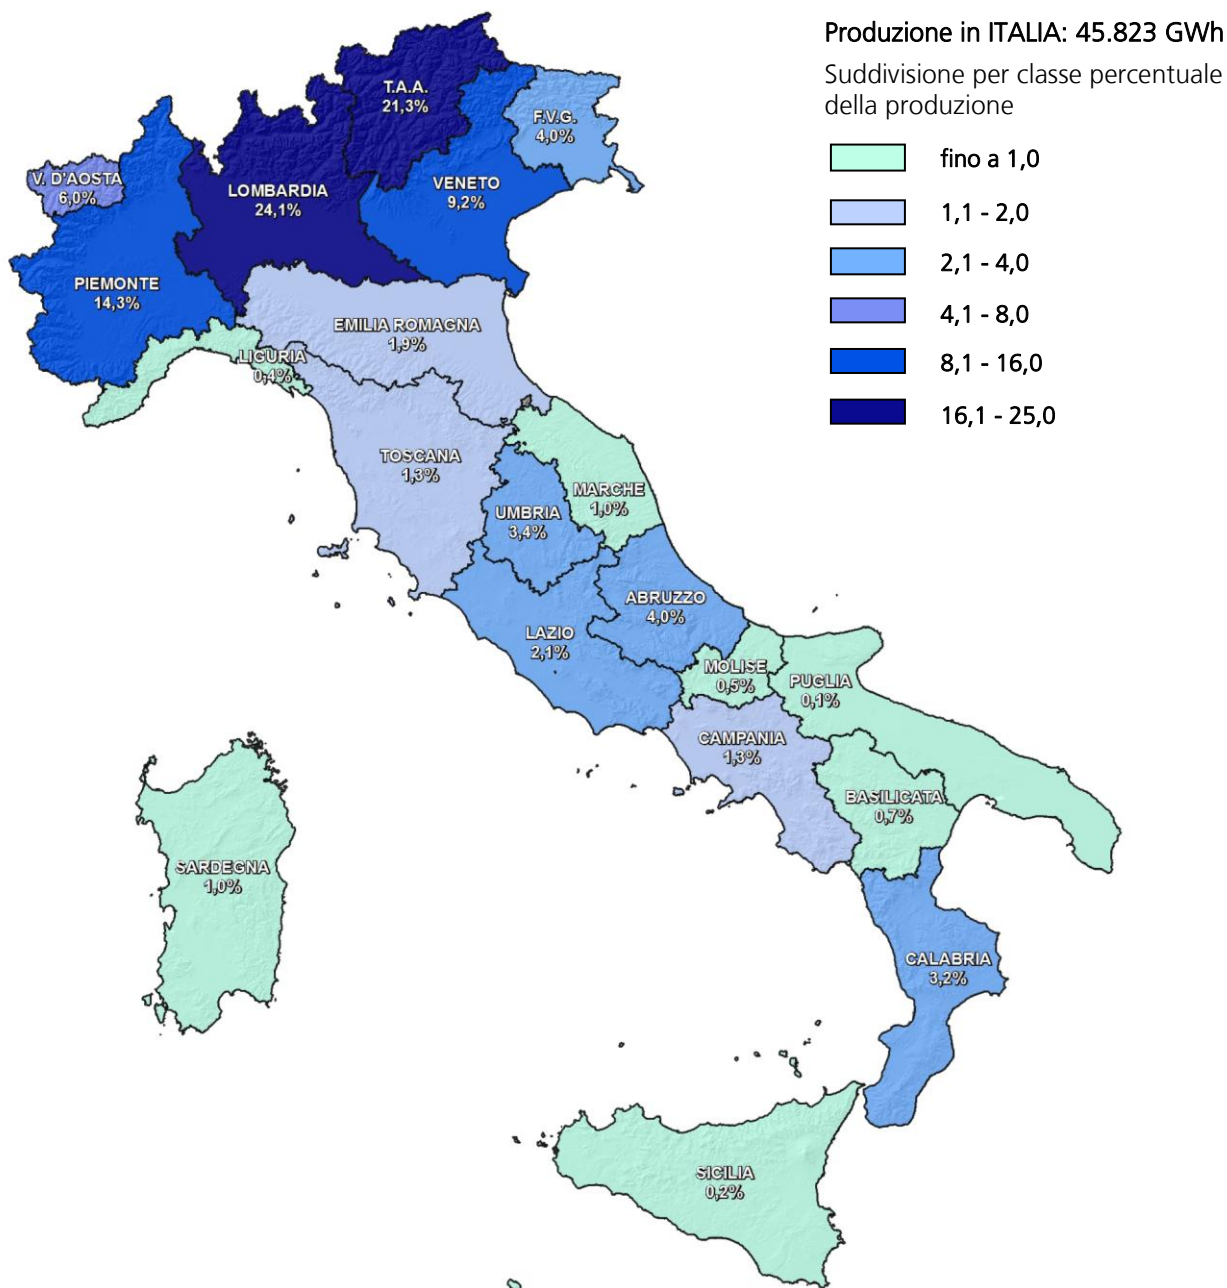 Produzione in ITALIA: 45.823 GWh
Suddivisione per classe percentuale
della produzione
fino a 1,0
1,1 - 2,0
2,1 - 4,0
4,1 - 8,0
8,1 - 16,0
16,1 - 25,0
T.A.A.
21,3%
F.V.G.
4,0%
V. D'AOSTA
6,0%
LOMBARDIA
24,1%
VENETO
9,2%
PIEMONTE
14,3%
EMILIA ROMAGNA
1,9%
LIGURIA
0,4%
TOSCANA
1,3%
MARCHE
1,0%
UMBRIA
3,4%
ABRUZZO
4,0%
LAZIO
2,1%
MOLISE
0,5%
PUGLIA
0,1%
CAMPANIA
1,3%
BASILICATA
0,7%
SARDEGNA
1,0%
CALABRIA
3,2%
SICILIA
0,2%